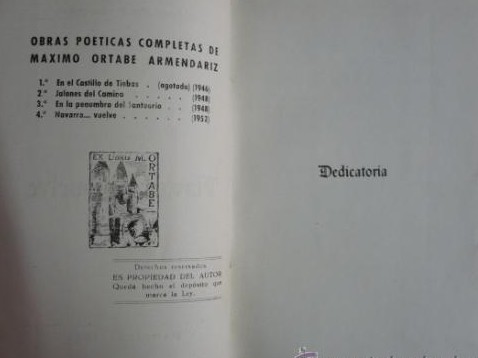 OBRAS POETICAS COMPLETAS DE
MAXIMO ORTABE ARMENDARIZ
1.ª En el Castillo de Tiebas . (agotado) (1946)
2.ª Jalones del Camino . . . . . (1948)
3.ª En la penumbra del Santuario . . (1948)
4.ª Navarra... vuelve . . . . . . (1952)
EX LIBRIS M.
ORTABE
Derechos reservados
ES PROPIEDAD DEL AUTOR
Queda hecho el depósito que
marca la Ley.
Dedicatoria